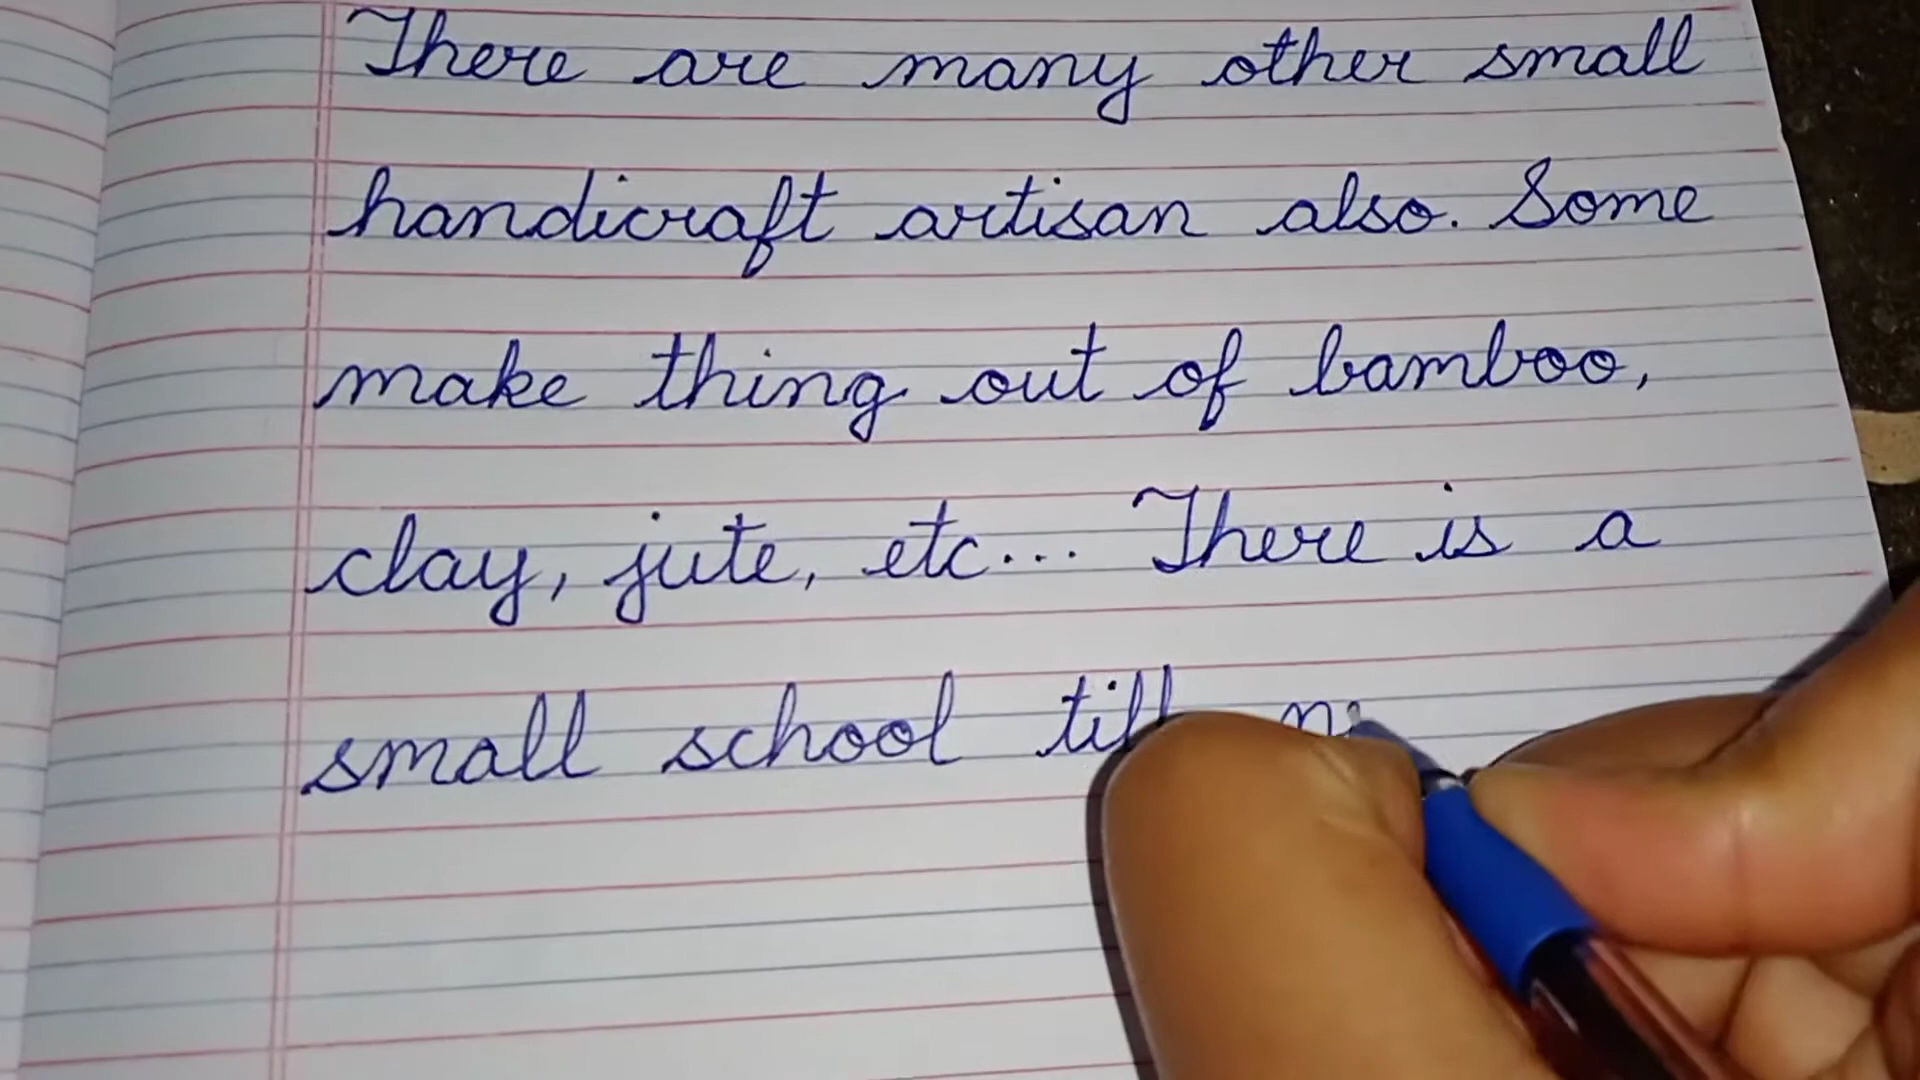 There are many other small
handicraft artisan also. Some
make thing out of bamboo,
clay, jute, etc... There is a
small school till